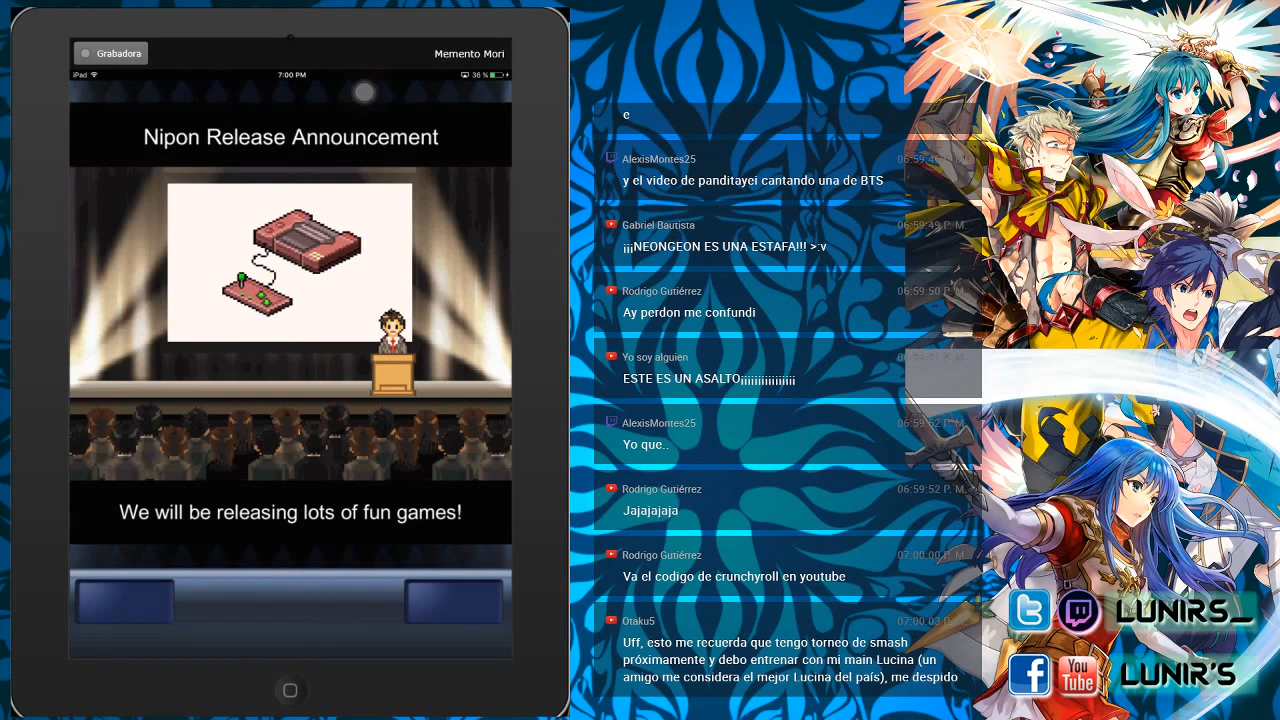 Grabadora
Memento Mori
iPad
7:00 PM
36 %
Nipon Release Announcement
We will be releasing lots of fun games!
e
AlexisMontes25
y el video de panditayei cantando una de BTS
Gabriel Bautista
06:59:49 P. M.
¡¡¡NEONGEON ES UNA ESTAFA!!! >:v
Rodrigo Gutiérrez
06:59:50 P. M.
Ay perdon me confundi
Yo soy alguien
ESTE ES UN ASALTO¡¡¡¡¡¡¡¡¡¡¡¡¡¡¡¡
AlexisMontes25
06:59:52 P. M.
Yo que..
Rodrigo Gutiérrez
06:59:52 P. M.
Jajajajaja
Rodrigo Gutiérrez
07:00:00 P. M.
Va el codigo de crunchyroll en youtube
Otaku5
07:00:03 P. M.
Uff, esto me recuerda que tengo torneo de smash
próximamente y debo entrenar con mi main Lucina (un
amigo me considera el mejor Lucina del país), me despido
LUNIRS_
You
Tube
LUNIR'S